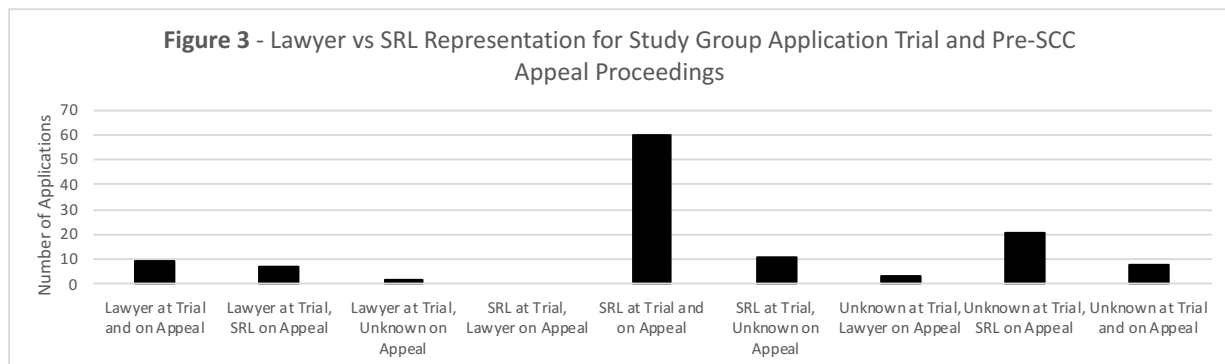 Figure 3 - Lawyer vs SRL Representation for Study Group Application Trial and Pre-SCC
Appeal Proceedings
Number of Applications
70
60
50
40
30
20
10
0
Lawyer at Trial
and on Appeal
Lawyer at Trial,
SRL on Appeal
Lawyer at Trial,
Unknown on
Appeal
SRL at Trial,
Lawyer on Appeal
SRL at Trial and
on Appeal
SRL at Trial,
Unknown on
Appeal
Unknown at Trial,
Lawyer on Appeal
Unknown at Trial,
SRL on Appeal
Unknown at Trial
and on Appeal